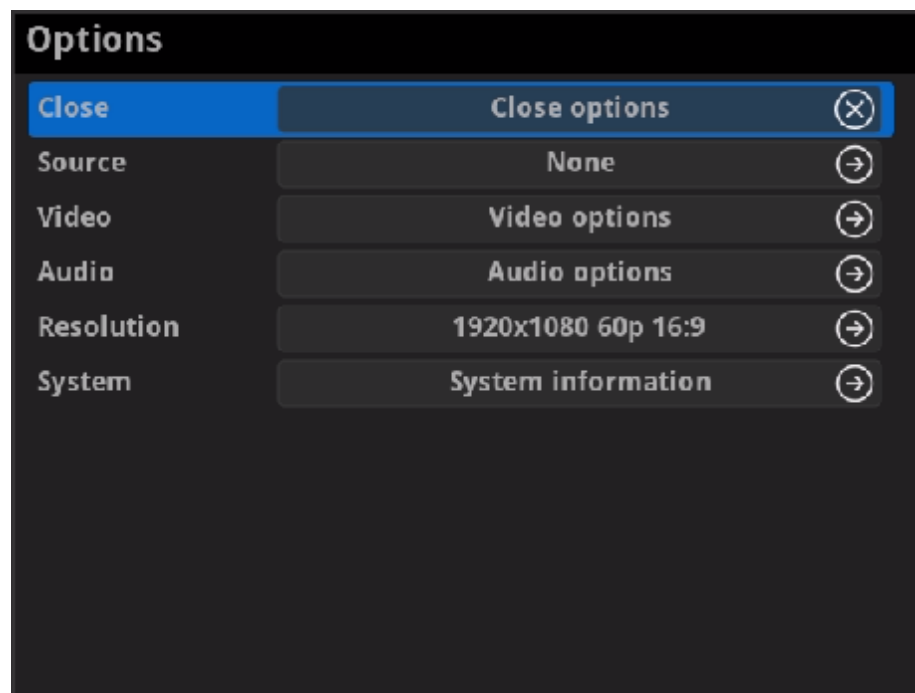 Options
Close Close options
Source None
Video Video options
Audio Audio options
Resolution 1920x1080 60p 16:9
System System information